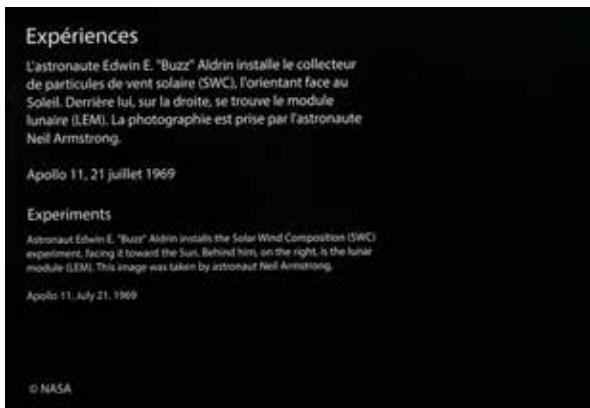 Expériences
L'astronaute Edwin E. "Buzz" Aldrin installe le collecteur
de particules de vent solaire (SWC), l'orientant face au
Soleil. Derrière lui, sur la droite, se trouve le module
lunaire (LEM). La photographie est prise par l'astronaute
Neil Armstrong.
Apollo 11, 21 juillet 1969
Experiments
Astronaut Edwin E. "Buzz" Aldrin installs the Solar Wind Composition (SWC)
experiment, facing it toward the Sun. Behind him, on the right, is the lunar
module (LEM). This image was taken by astronaut Neil Armstrong.
Apollo 11, July 21, 1969
© NASA